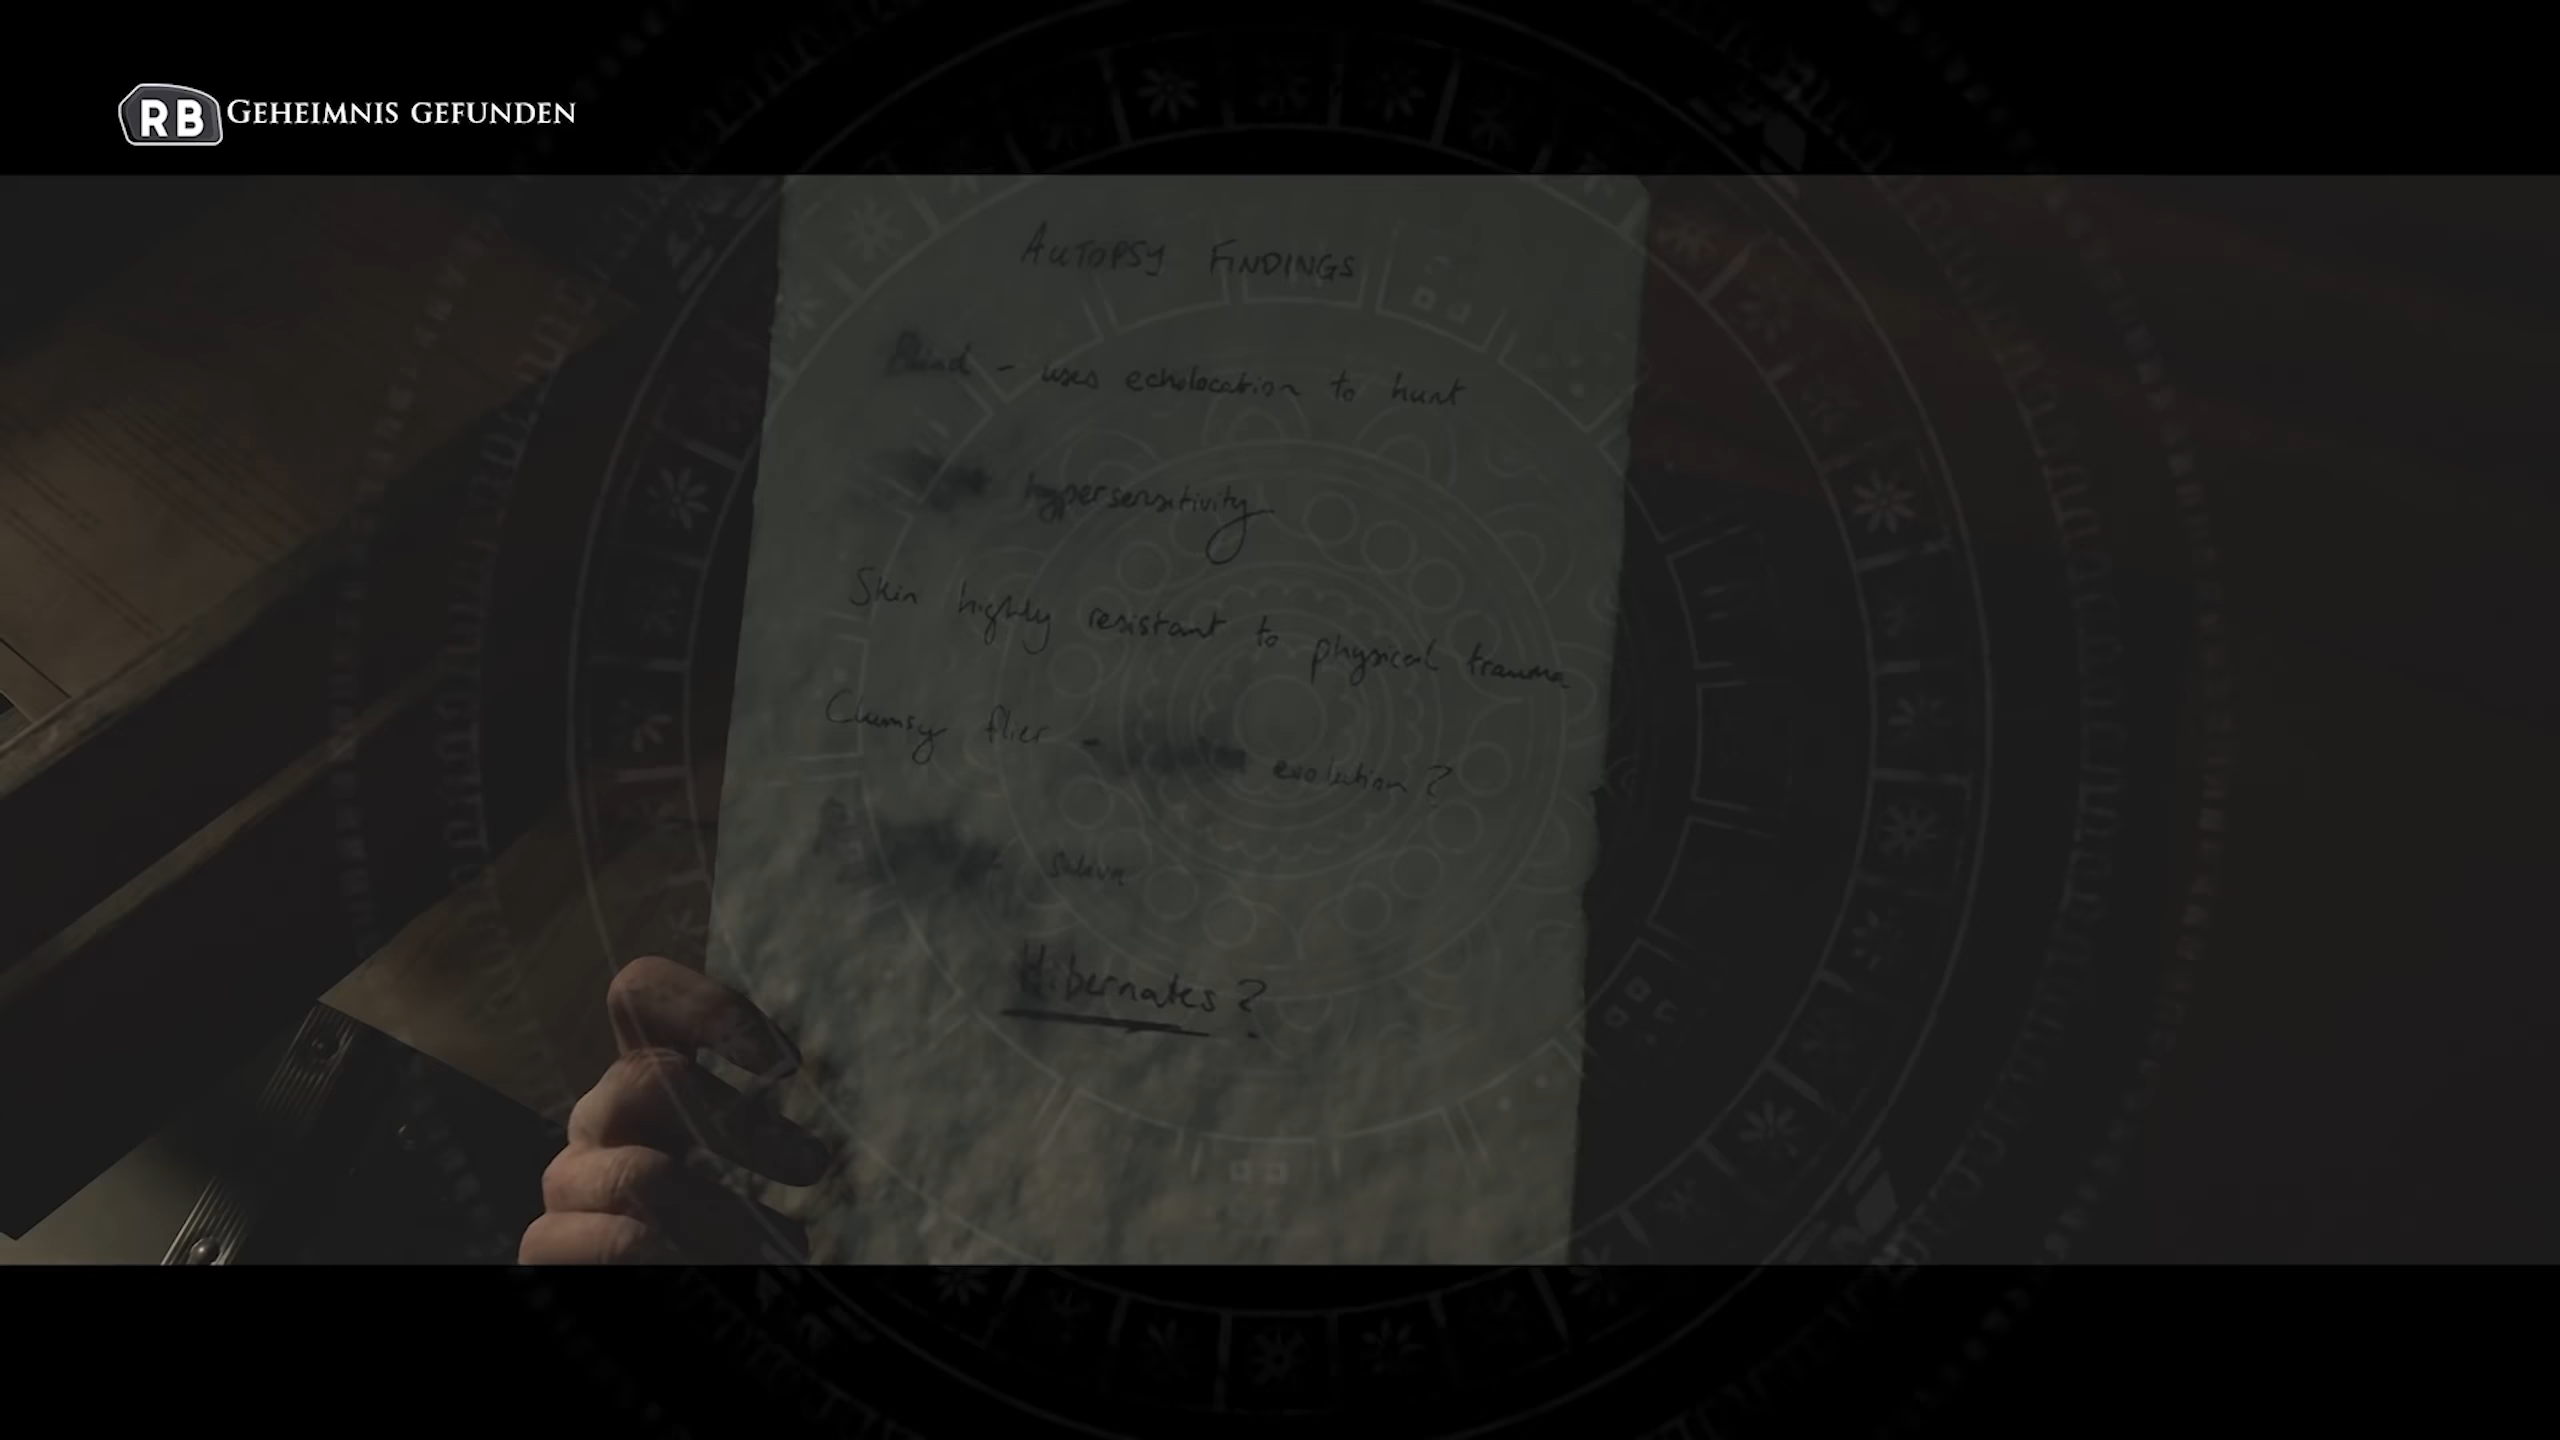 RB GEHEIMNIS GEFUNDEN
AUTOPSY FINDINGS
Blind - uses echolocation to hunt
hypersensitivity
Skin highly resistant to physical trauma
Clumsy flier - evolution?
saliva
Hibernates?